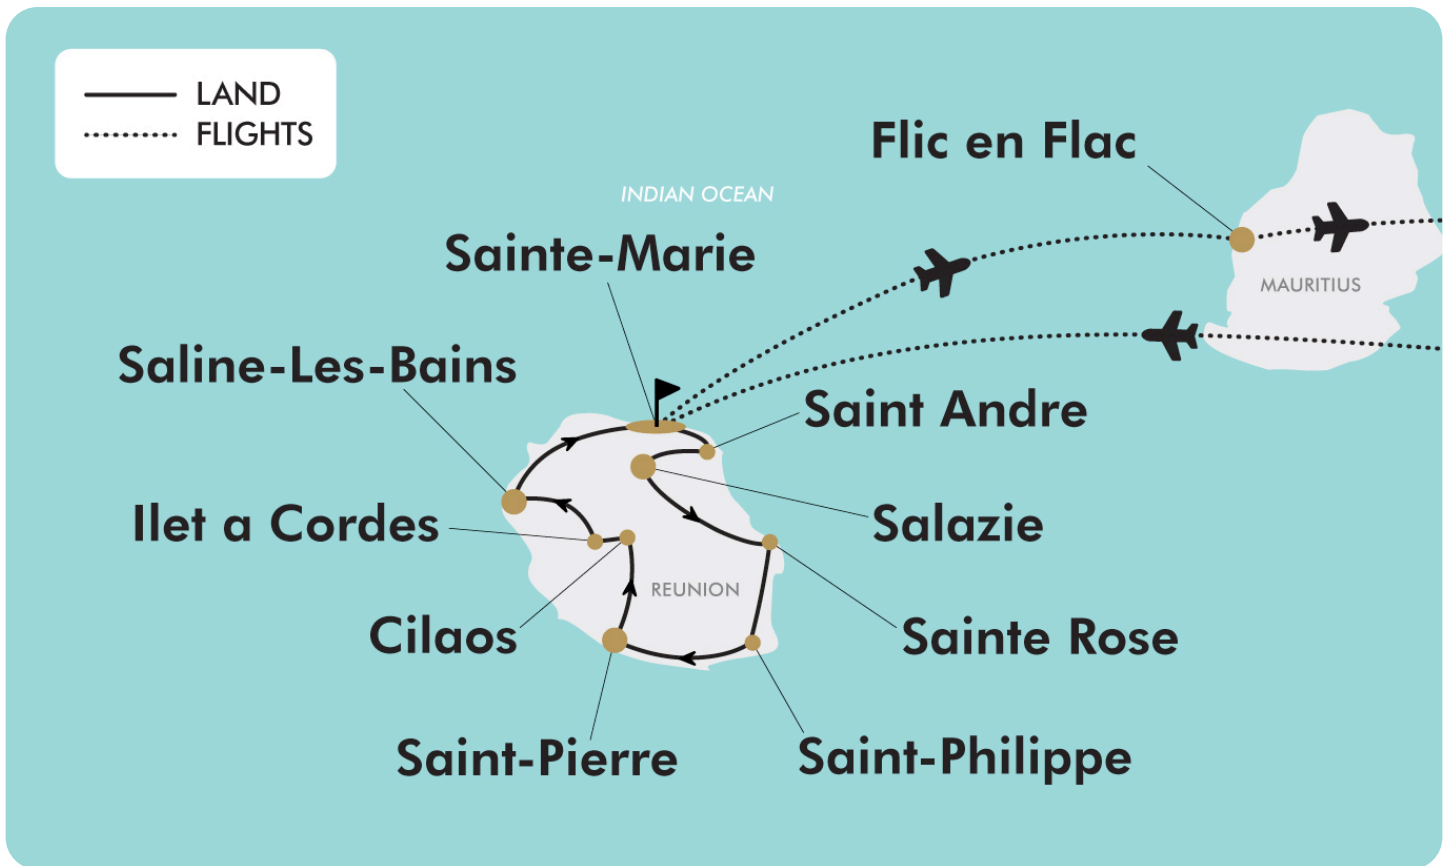 LAND
FLIGHTS
Flic en Flac
INDIAN OCEAN
Sainte-Marie
MAURITIUS
Saline-Les-Bains
Saint Andre
Ilet a Cordes
Salazie
REUNION
Cilaos
Sainte Rose
Saint-Pierre
Saint-Philippe